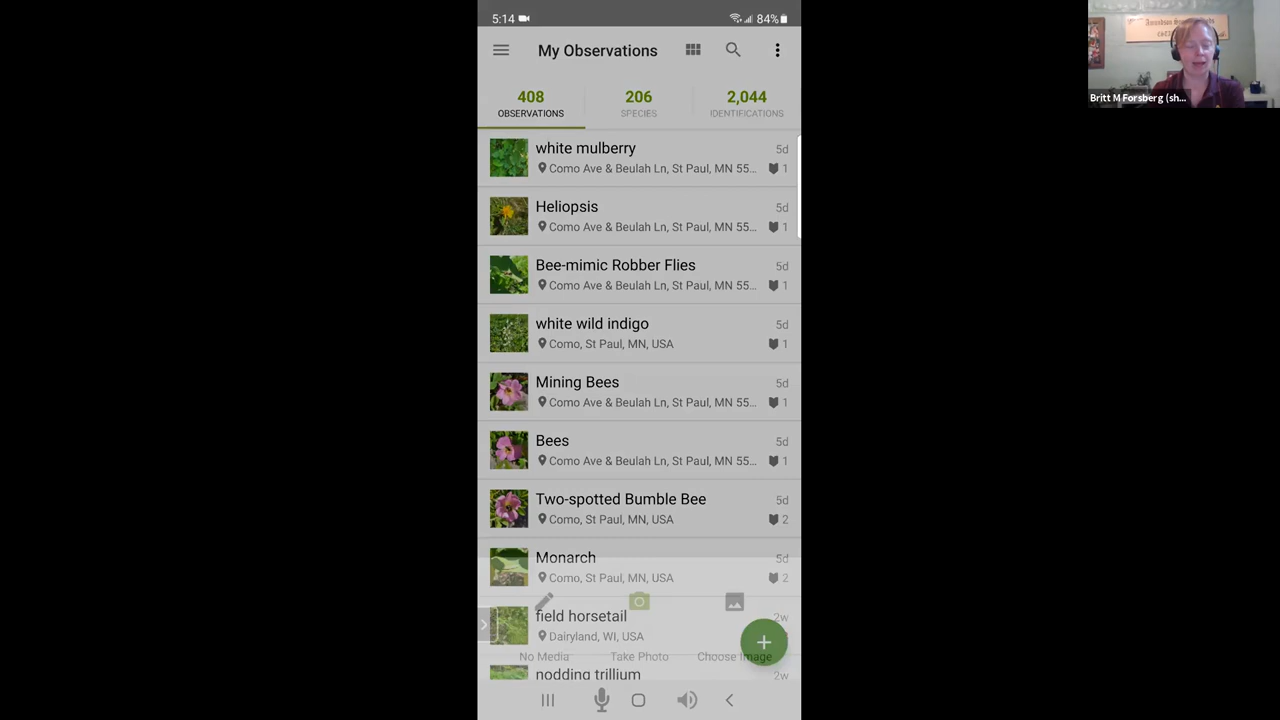 5:14
84%
My Observations
408
OBSERVATIONS
206
SPECIES
2,044
IDENTIFICATIONS
white mulberry
5d
Como Ave & Beulah Ln, St Paul, MN 55...
1
Heliopsis
5d
Como Ave & Beulah Ln, St Paul, MN 55...
1
Bee-mimic Robber Flies
5d
Como Ave & Beulah Ln, St Paul, MN 55...
1
white wild indigo
5d
Como, St Paul, MN, USA
1
Mining Bees
5d
Como Ave & Beulah Ln, St Paul, MN 55...
1
Bees
5d
Como Ave & Beulah Ln, St Paul, MN 55...
1
Two-spotted Bumble Bee
5d
Como, St Paul, MN, USA
2
Monarch
5d
Como, St Paul, MN, USA
2
field horsetail
2w
Dairyland, WI, USA
No Media
Take Photo
Choose Image
nodding trillium
2w
Britt M Forsberg (sh...